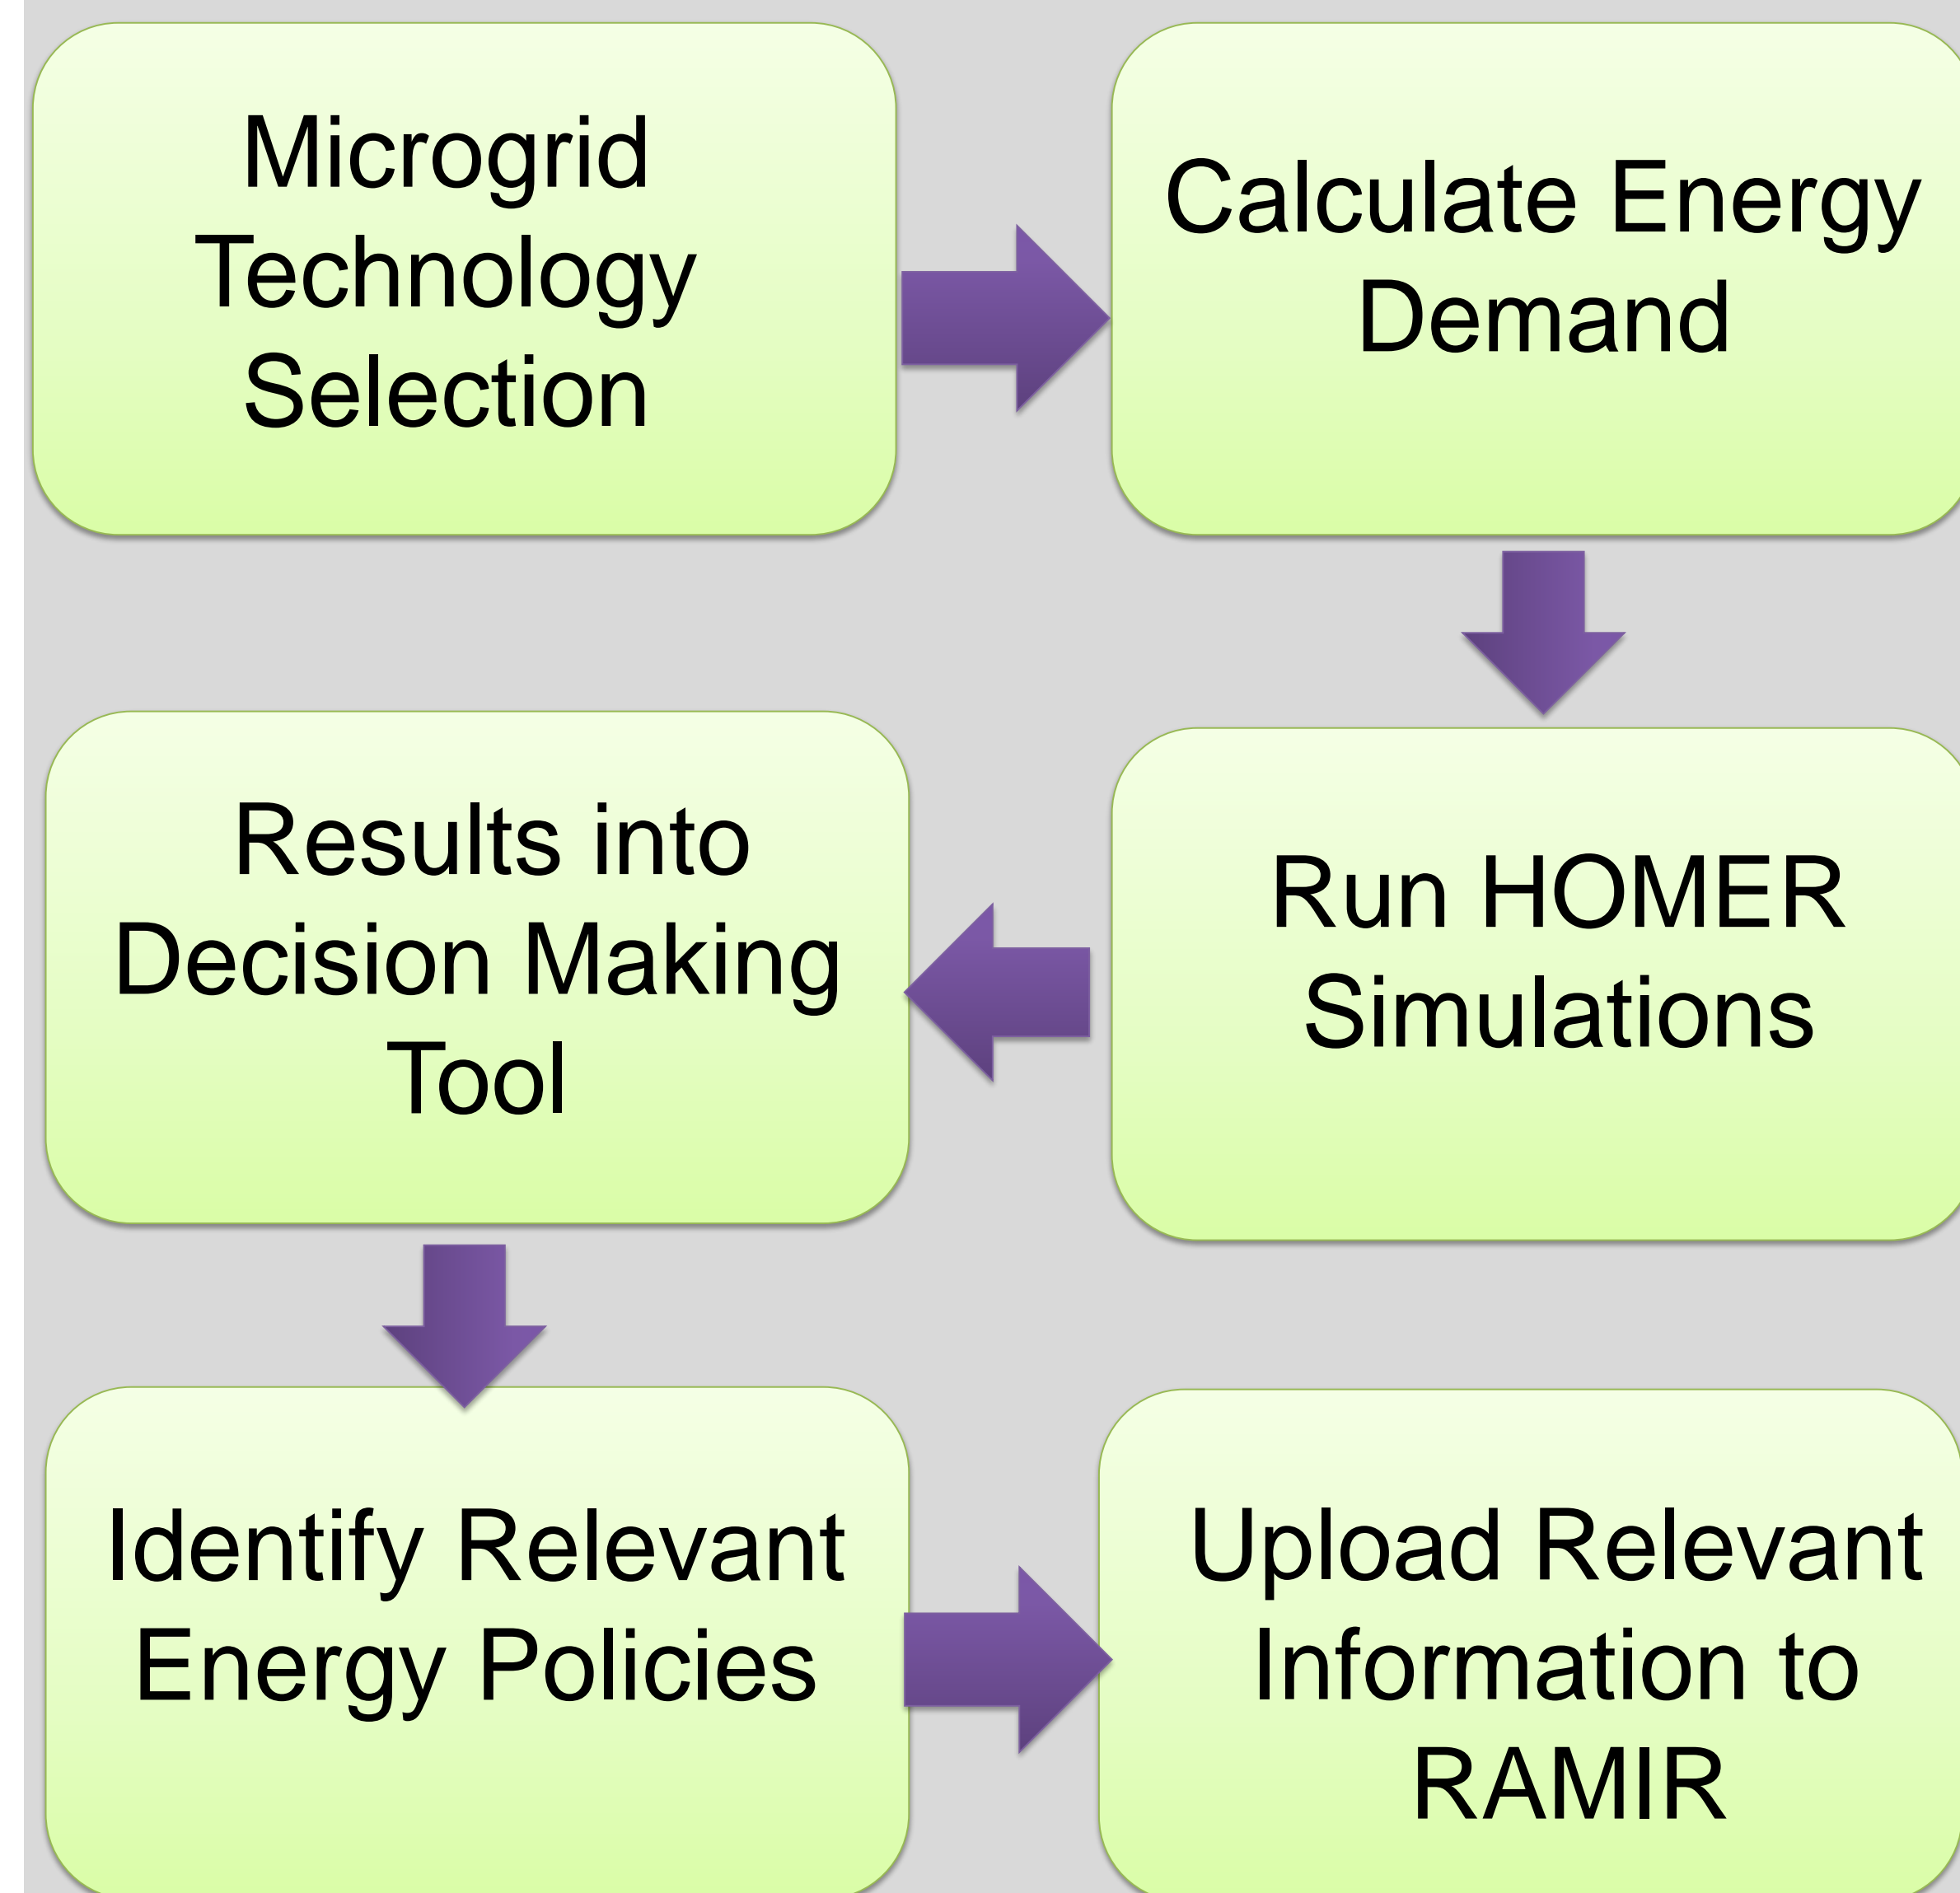 Microgrid
Technology
Selection
Calculate Energy
Demand
Run HOMER
Simulations
Results into
Decision Making
Tool
Identify Relevant
Energy Policies
Upload Relevant
Information to
RAMIR